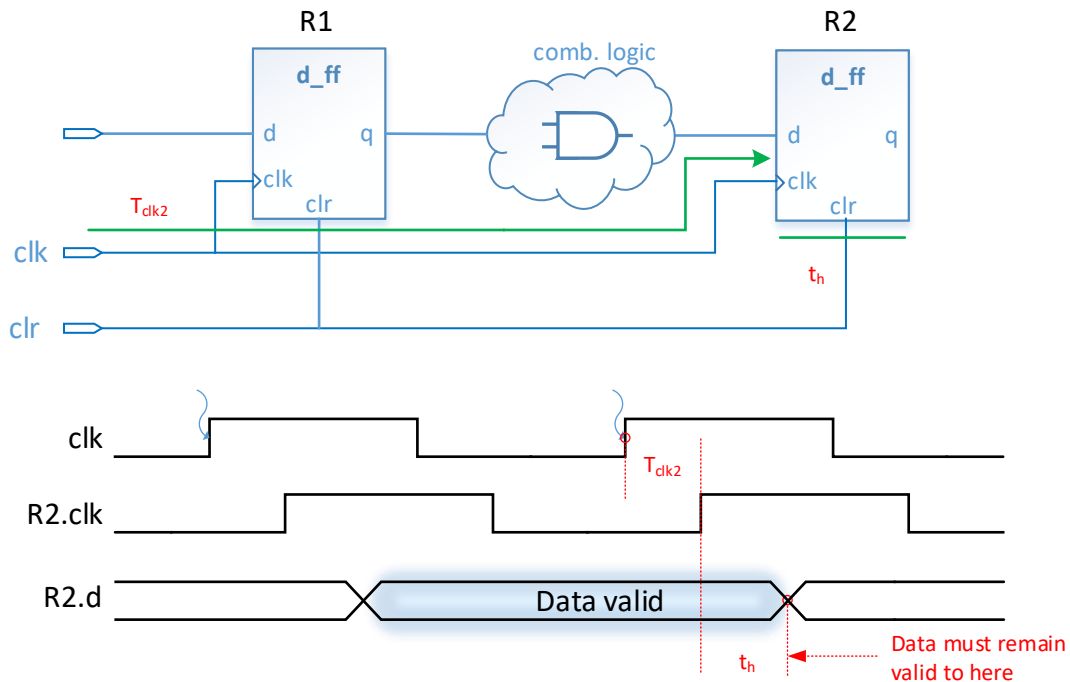 R1
R2
comb. logic
d_ff
d_ff
d
q
d
q
clk
clk
clr
clr
Tclk2
clk
th
clr
clk
Tclk2
R2.clk
R2.d
Data valid
th
Data must remain
valid to here